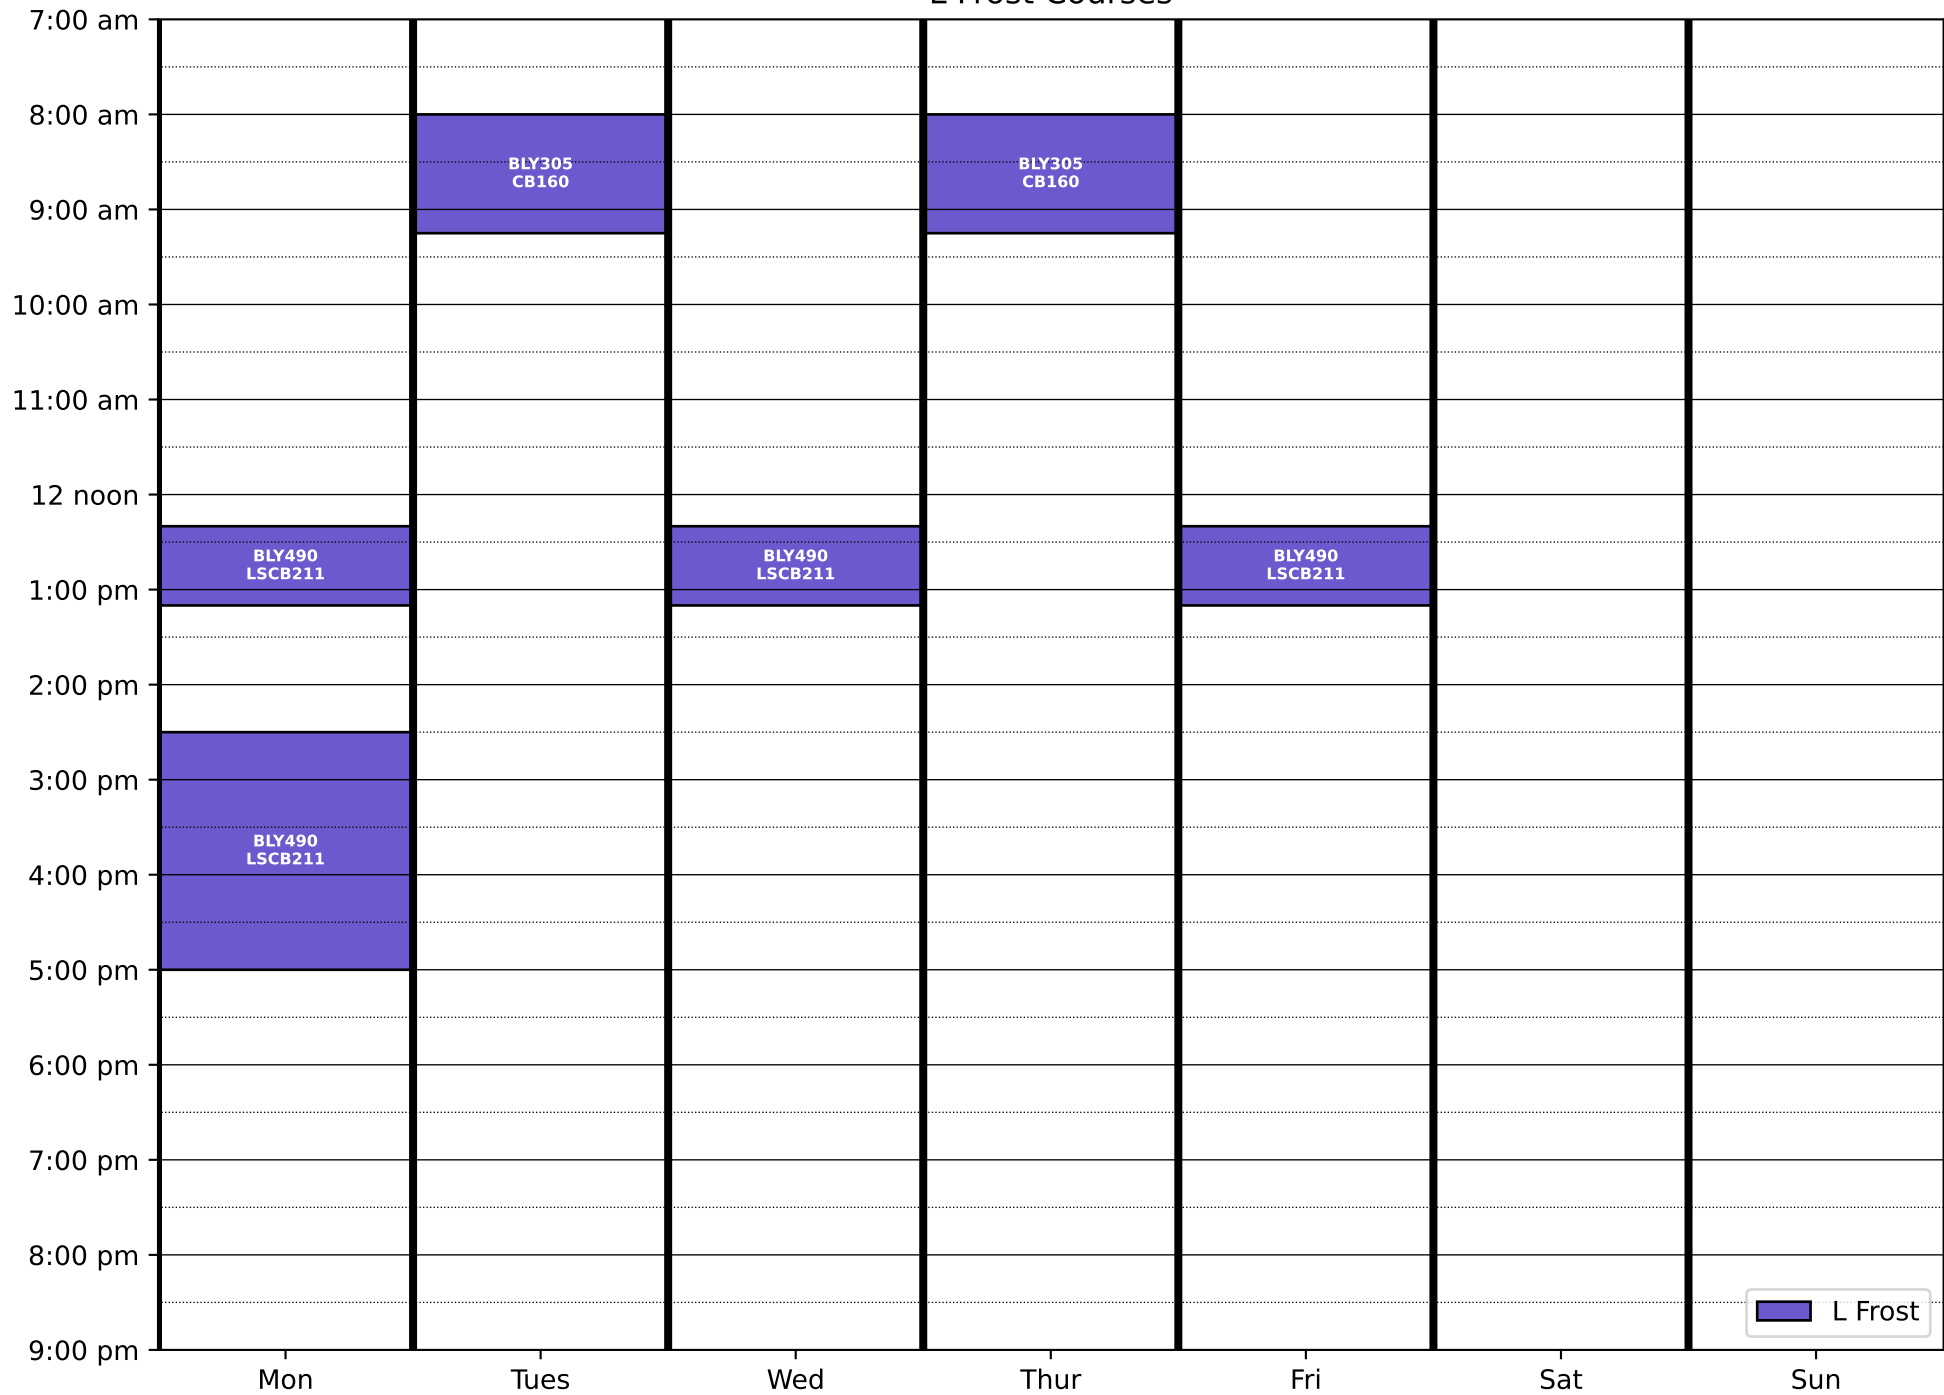 L Frost Courses
7:00 am
8:00 am
BLY305
CB160
BLY305
CB160
9:00 am
10:00 am
11:00 am
12 noon
BLY490
LSCB211
BLY490
LSCB211
BLY490
LSCB211
1:00 pm
2:00 pm
3:00 pm
BLY490
LSCB211
4:00 pm
5:00 pm
6:00 pm
7:00 pm
8:00 pm
L Frost
9:00 pm
Mon Tues Wed Thur Fri Sat Sun